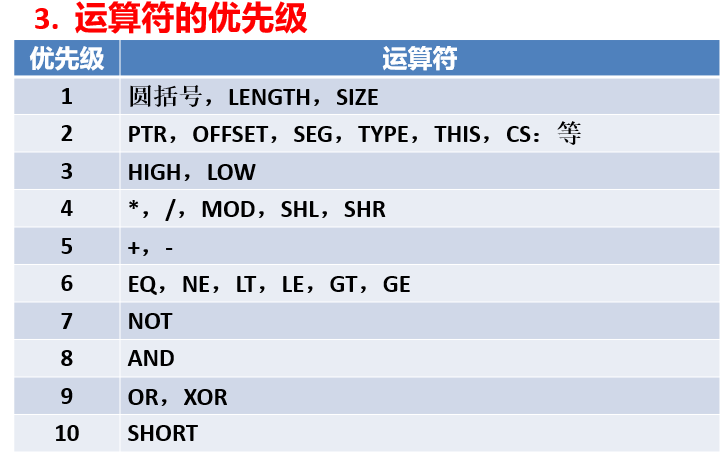 3. 运算符的优先级
优先级 运算符
1 圆括号，LENGTH，SIZE
2 PTR，OFFSET，SEG，TYPE，THIS，CS：等
3 HIGH，LOW
4 *，/，MOD，SHL，SHR
5 +，-
6 EQ，NE，LT，LE，GT，GE
7 NOT
8 AND
9 OR，XOR
10 SHORT